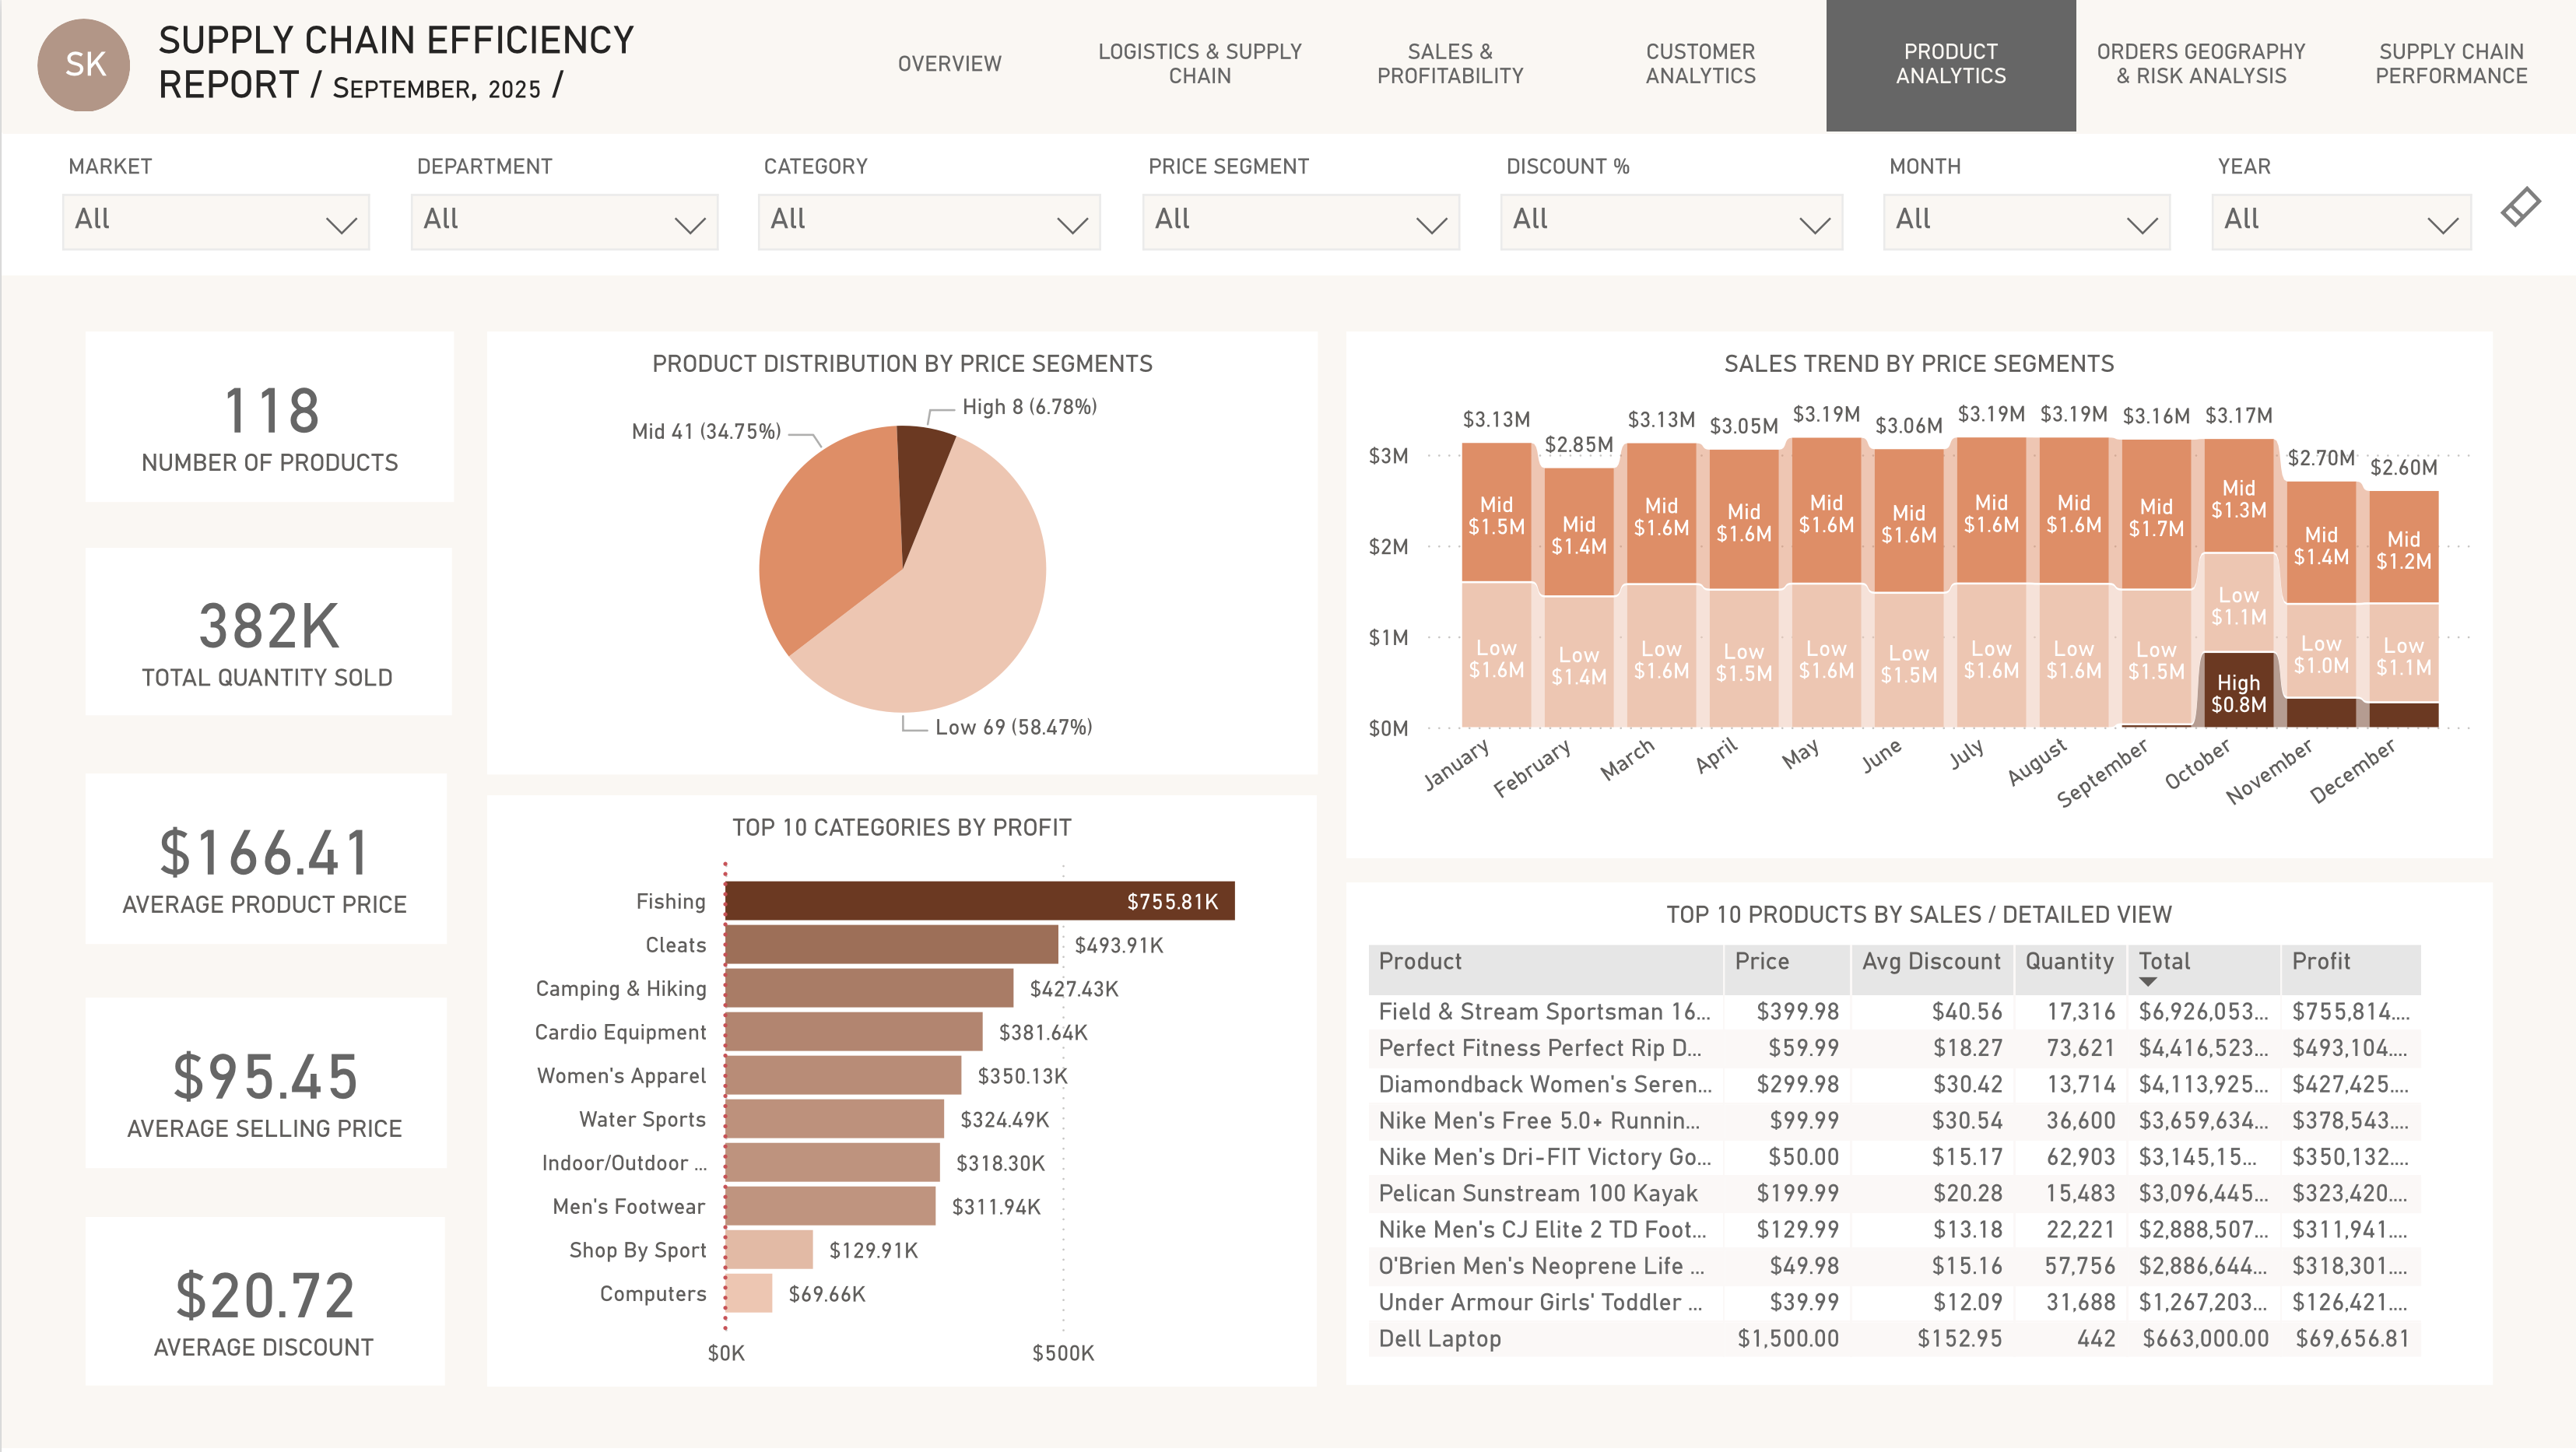 SK
SUPPLY CHAIN EFFICIENCY
REPORT / SEPTEMBER, 2025 /
OVERVIEW
LOGISTICS & SUPPLY
CHAIN
SALES &
PROFITABILITY
CUSTOMER
ANALYTICS
PRODUCT
ANALYTICS
ORDERS GEOGRAPHY
& RISK ANALYSIS
SUPPLY CHAIN
PERFORMANCE
MARKET
All
DEPARTMENT
All
CATEGORY
All
PRICE SEGMENT
All
DISCOUNT %
All
MONTH
All
YEAR
All
118
NUMBER OF PRODUCTS
382K
TOTAL QUANTITY SOLD
$166.41
AVERAGE PRODUCT PRICE
$95.45
AVERAGE SELLING PRICE
$20.72
AVERAGE DISCOUNT
PRODUCT DISTRIBUTION BY PRICE SEGMENTS
High 8 (6.78%)
Mid 41 (34.75%)
Low 69 (58.47%)
TOP 10 CATEGORIES BY PROFIT
Fishing $755.81K
Cleats $493.91K
Camping & Hiking $427.43K
Cardio Equipment $381.64K
Women's Apparel $350.13K
Water Sports $324.49K
Indoor/Outdoor ... $318.30K
Men's Footwear $311.94K
Shop By Sport $129.91K
Computers $69.66K
$0K $500K
SALES TREND BY PRICE SEGMENTS
$3.13M $2.85M $3.13M $3.05M $3.19M $3.06M $3.19M $3.19M $3.16M $3.17M $2.70M $2.60M
$3M
$2M
$1M
$0M
Mid Mid Mid Mid Mid Mid Mid Mid Mid Mid Mid Mid
$1.5M $1.4M $1.6M $1.6M $1.6M $1.6M $1.6M $1.6M $1.7M $1.3M $1.4M $1.2M
Low Low Low Low Low Low Low Low Low Low Low Low
$1.6M $1.4M $1.6M $1.5M $1.6M $1.5M $1.6M $1.6M $1.5M $1.1M $1.0M $1.1M
High
$0.8M
January February March April May June July August September October November December
TOP 10 PRODUCTS BY SALES / DETAILED VIEW
Product Price Avg Discount Quantity Total Profit
Field & Stream Sportsman 16... $399.98 $40.56 17,316 $6,926,053... $755,814....
Perfect Fitness Perfect Rip D... $59.99 $18.27 73,621 $4,416,523... $493,104....
Diamondback Women's Seren... $299.98 $30.42 13,714 $4,113,925... $427,425....
Nike Men's Free 5.0+ Runnin... $99.99 $30.54 36,600 $3,659,634... $378,543....
Nike Men's Dri-FIT Victory Go... $50.00 $15.17 62,903 $3,145,15... $350,132....
Pelican Sunstream 100 Kayak $199.99 $20.28 15,483 $3,096,445... $323,420....
Nike Men's CJ Elite 2 TD Foot... $129.99 $13.18 22,221 $2,888,507... $311,941....
O'Brien Men's Neoprene Life ... $49.98 $15.16 57,756 $2,886,644... $318,301....
Under Armour Girls' Toddler ... $39.99 $12.09 31,688 $1,267,203... $126,421....
Dell Laptop $1,500.00 $152.95 442 $663,000.00 $69,656.81